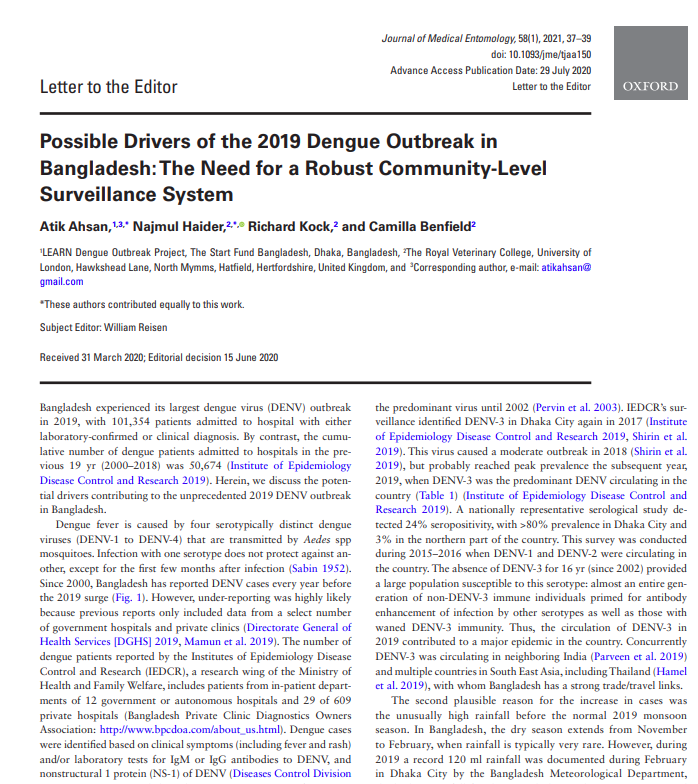 Journal of Medical Entomology, 58(1), 2021, 37–39
doi: 10.1093/jme/tjaa150
Advance Access Publication Date: 29 July 2020
Letter to the Editor
Letter to the Editor
OXFORD
Possible Drivers of the 2019 Dengue Outbreak in
Bangladesh: The Need for a Robust Community-Level
Surveillance System
Atik Ahsan,1,3,* Najmul Haider,2,*, Richard Kock,2 and Camilla Benfield2
1LEARN Dengue Outbreak Project, The Start Fund Bangladesh, Dhaka, Bangladesh, 2The Royal Veterinary College, University of
London, Hawkshead Lane, North Mymms, Hatfield, Hertfordshire, United Kingdom, and 3Corresponding author, e-mail: atikahsan@
gmail.com
*These authors contributed equally to this work.
Subject Editor: William Reisen
Received 31 March 2020; Editorial decision 15 June 2020
Bangladesh experienced its largest dengue virus (DENV) outbreak
in 2019, with 101,354 patients admitted to hospital with either
laboratory-confirmed or clinical diagnosis. By contrast, the cumu-
lative number of dengue patients admitted to hospitals in the pre-
vious 19 yr (2000–2018) was 50,674 (Institute of Epidemiology
Disease Control and Research 2019). Herein, we discuss the poten-
tial drivers contributing to the unprecedented 2019 DENV outbreak
in Bangladesh.
Dengue fever is caused by four serotypically distinct dengue
viruses (DENV-1 to DENV-4) that are transmitted by Aedes spp
mosquitoes. Infection with one serotype does not protect against an-
other, except for the first few months after infection (Sabin 1952).
Since 2000, Bangladesh has reported DENV cases every year before
the 2019 surge (Fig. 1). However, under-reporting was highly likely
because previous reports only included data from a select number
of government hospitals and private clinics (Directorate General of
Health Services [DGHS] 2019, Mamun et al. 2019). The number of
dengue patients reported by the Institutes of Epidemiology Disease
Control and Research (IEDCR), a research wing of the Ministry of
Health and Family Welfare, includes patients from in-patient depart-
ments of 12 government or autonomous hospitals and 29 of 609
private hospitals (Bangladesh Private Clinic Diagnostics Owners
Association: http://www.bpcdoa.com/about_us.html). Dengue cases
were identified based on clinical symptoms (including fever and rash)
and/or laboratory tests for IgM or IgG antibodies to DENV, and
nonstructural 1 protein (NS-1) of DENV (Diseases Control Division
the predominant virus until 2002 (Pervin et al. 2003). IEDCR's sur-
veillance identified DENV-3 in Dhaka City again in 2017 (Institute
of Epidemiology Disease Control and Research 2019, Shirin et al.
2019). This virus caused a moderate outbreak in 2018 (Shirin et al.
2019), but probably reached peak prevalence the subsequent year,
2019, when DENV-3 was the predominant DENV circulating in the
country (Table 1) (Institute of Epidemiology Disease Control and
Research 2019). A nationally representative serological study de-
tected 24% seropositivity, with >80% prevalence in Dhaka City and
3% in the northern part of the country. This survey was conducted
during 2015–2016 when DENV-1 and DENV-2 were circulating in
the country. The absence of DENV-3 for 16 yr (since 2002) provided
a large population susceptible to this serotype: almost an entire gen-
eration of non-DENV-3 immune individuals primed for antibody
enhancement of infection by other serotypes as well as those with
waned DENV-3 immunity. Thus, the circulation of DENV-3 in
2019 contributed to a major epidemic in the country. Concurrently
DENV-3 was circulating in neighboring India (Parveen et al. 2019)
and multiple countries in South East Asia, including Thailand (Hamel
et al. 2019), with whom Bangladesh has a strong trade/travel links.
The second plausible reason for the increase in cases was
the unusually high rainfall before the normal 2019 monsoon
season. In Bangladesh, the dry season extends from November
to February, when rainfall is typically very rare. However, during
2019 a record 120 ml rainfall was documented during February
in Dhaka City by the Bangladesh Meteorological Department